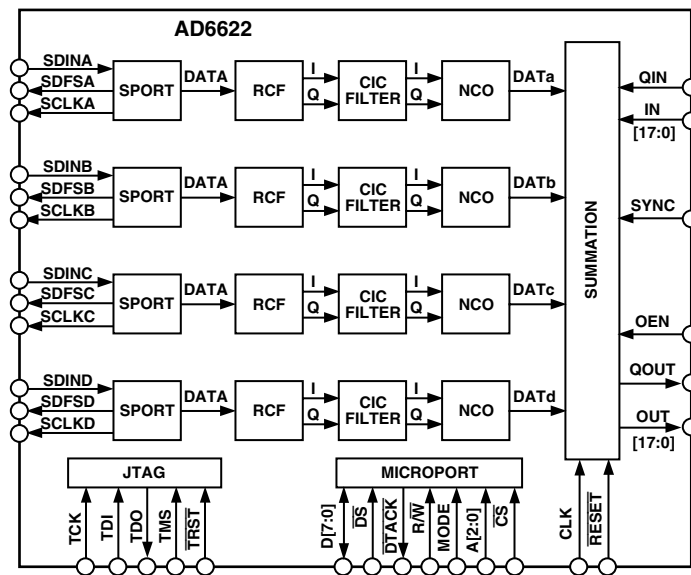 AD6622
SDINA
SDFSA
SCLKA
SPORT
DATA
RCF
I
Q
CIC
FILTER
I
Q
NCO
DATa
SDINB
SDFSB
SCLKB
SPORT
DATA
RCF
I
Q
CIC
FILTER
I
Q
NCO
DATb
SDINC
SDFSC
SCLKC
SPORT
DATA
RCF
I
Q
CIC
FILTER
I
Q
NCO
DATc
SDIND
SDFSD
SCLKD
SPORT
DATA
RCF
I
Q
CIC
FILTER
I
Q
NCO
DATd
SUMMATION
QIN
IN
[17:0]
SYNC
OEN
QOUT
OUT
[17:0]
JTAG
TCK
TDI
TDO
TMS
TRST
MICROPORT
D[7:0]
DS
DTACK
R/W
MODE
A[2:0]
CS
CLK
RESET